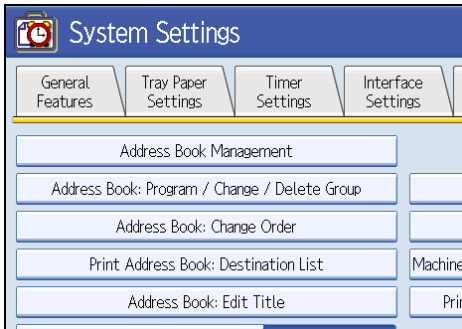 System Settings
General Features
Tray Paper Settings
Timer Settings
Interface Settings
Address Book Management
Address Book: Program / Change / Delete Group
Address Book: Change Order
Print Address Book: Destination List
Machine
Address Book: Edit Title